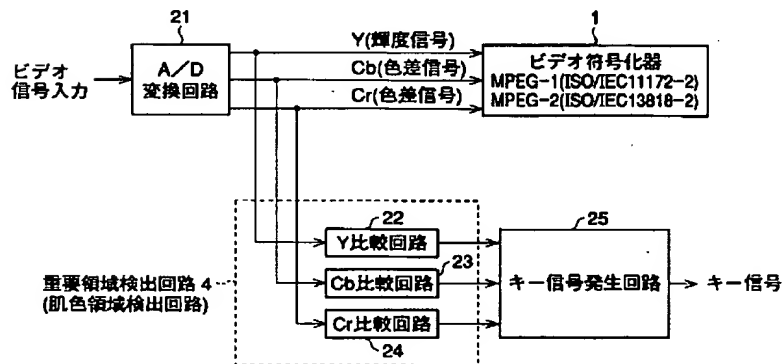 21
1
ビデオ
信号入力
A/D
変換回路
Y(輝度信号)
Cb(色差信号)
Cr(色差信号)
ビデオ符号化器
MPEG-1(ISO/IEC11172-2)
MPEG-2(ISO/IEC13818-2)
22
25
Y比較回路
23
重要領域検出回路 4
(肌色領域検出回路)
Cb比較回路
キー信号発生回路
キー信号
Cr比較回路
24